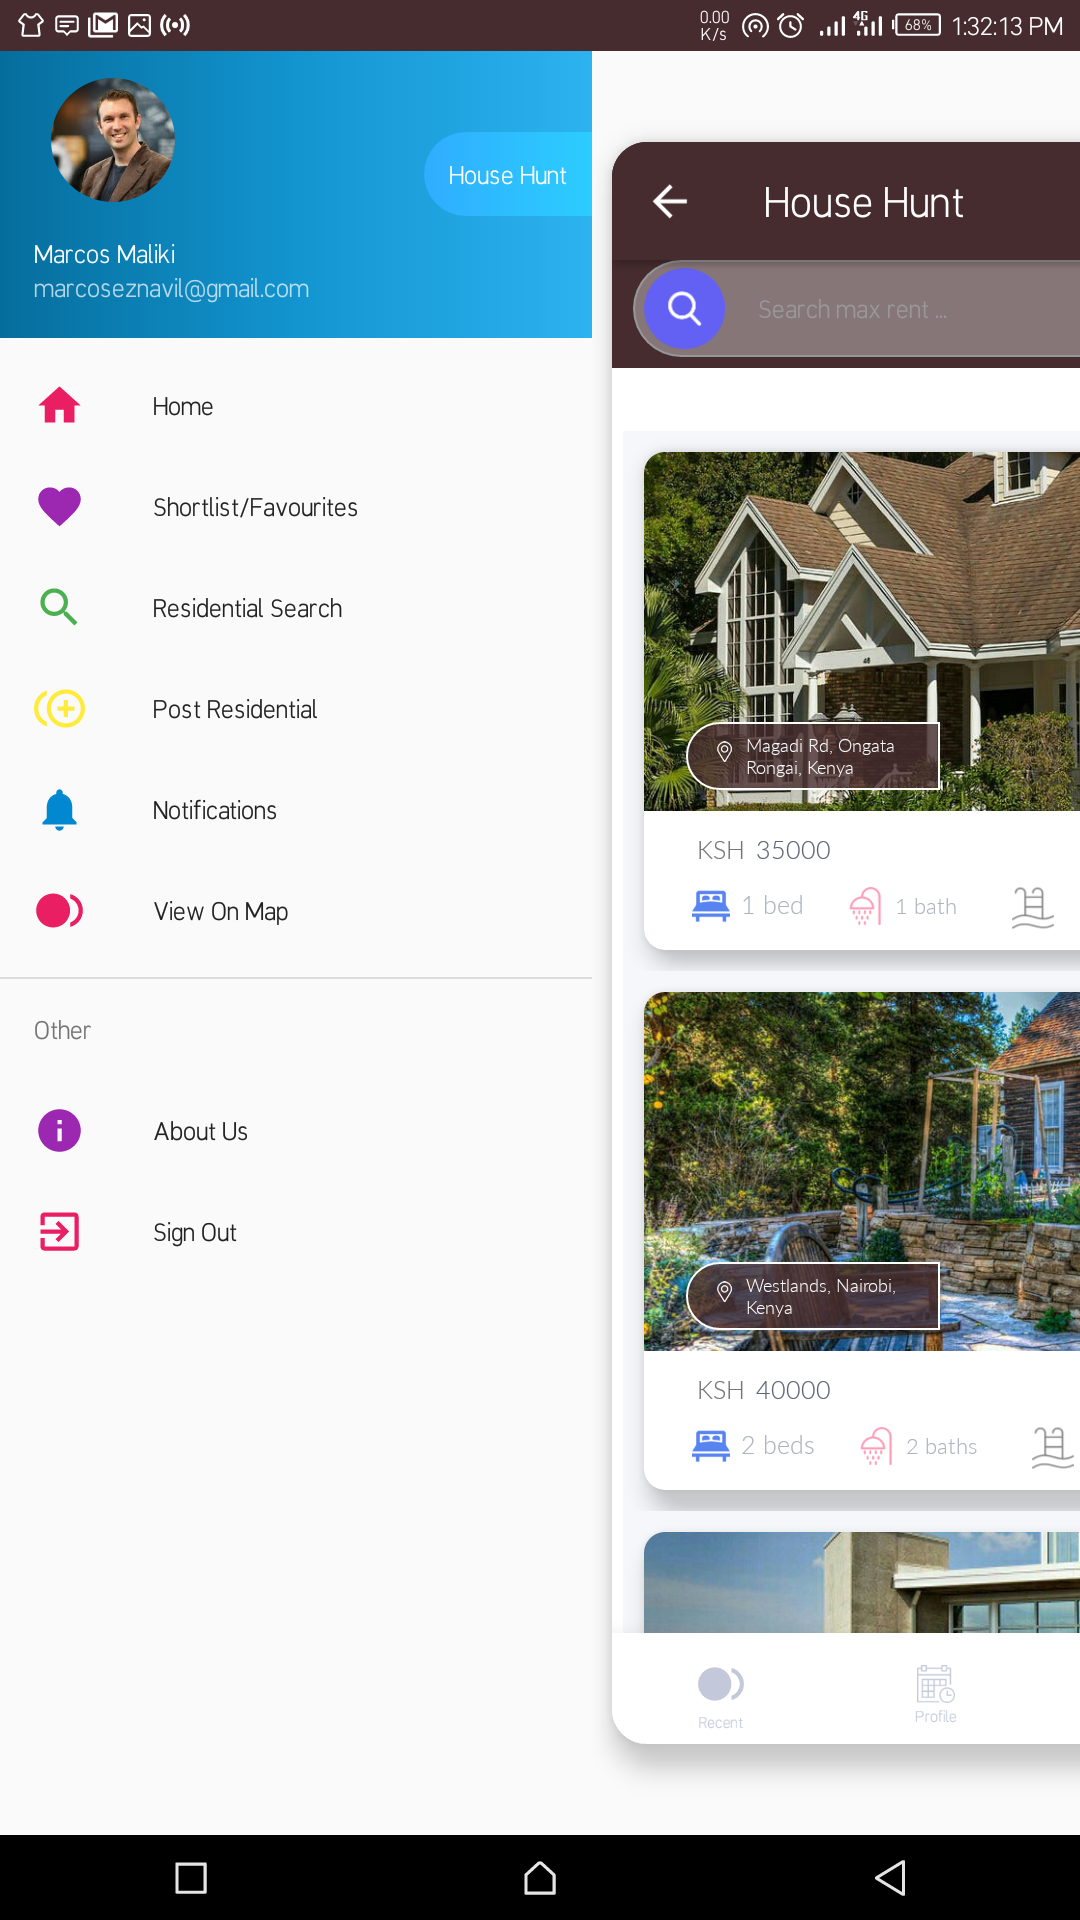 0.00
K/s
4G
68%
1:32:13 PM
House Hunt
Marcos Maliki
marcoseznavil@gmail.com
Home
Shortlist/Favourites
Residential Search
Post Residential
Notifications
View On Map
Other
About Us
Sign Out
House Hunt
Search max rent ...
Magadi Rd, Ongata
Rongai, Kenya
KSH 35000
1 bed
1 bath
Westlands, Nairobi,
Kenya
KSH 40000
2 beds
2 baths
Recent
Profile